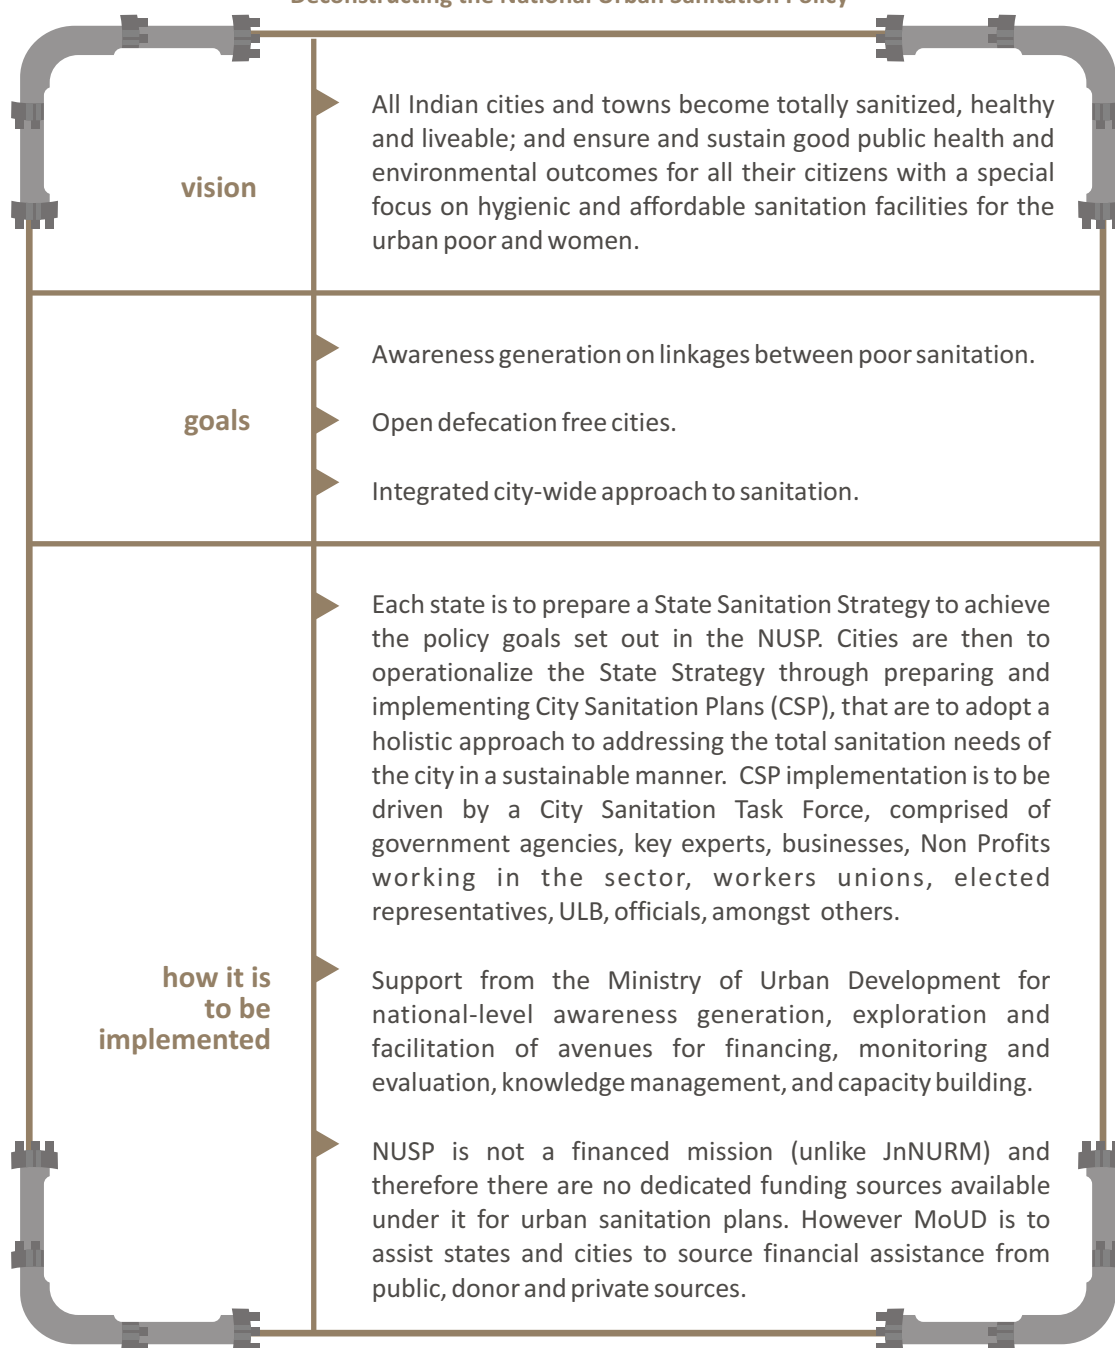 Deconstructing the National Urban Sanitation Policy
vision
All Indian cities and towns become totally sanitized, healthy
and liveable; and ensure and sustain good public health and
environmental outcomes for all their citizens with a special
focus on hygienic and affordable sanitation facilities for the
urban poor and women.
goals
Awareness generation on linkages between poor sanitation.
Open defecation free cities.
Integrated city-wide approach to sanitation.
how it is
to be
implemented
Each state is to prepare a State Sanitation Strategy to achieve
the policy goals set out in the NUSP. Cities are then to
operationalize the State Strategy through preparing and
implementing City Sanitation Plans (CSP), that are to adopt a
holistic approach to addressing the total sanitation needs of
the city in a sustainable manner. CSP implementation is to be
driven by a City Sanitation Task Force, comprised of
government agencies, key experts, businesses, Non Profits
working in the sector, workers unions, elected
representatives, ULB, officials, amongst others.
Support from the Ministry of Urban Development for
national-level awareness generation, exploration and
facilitation of avenues for financing, monitoring and
evaluation, knowledge management, and capacity building.
NUSP is not a financed mission (unlike JnNURM) and
therefore there are no dedicated funding sources available
under it for urban sanitation plans. However MoUD is to
assist states and cities to source financial assistance from
public, donor and private sources.